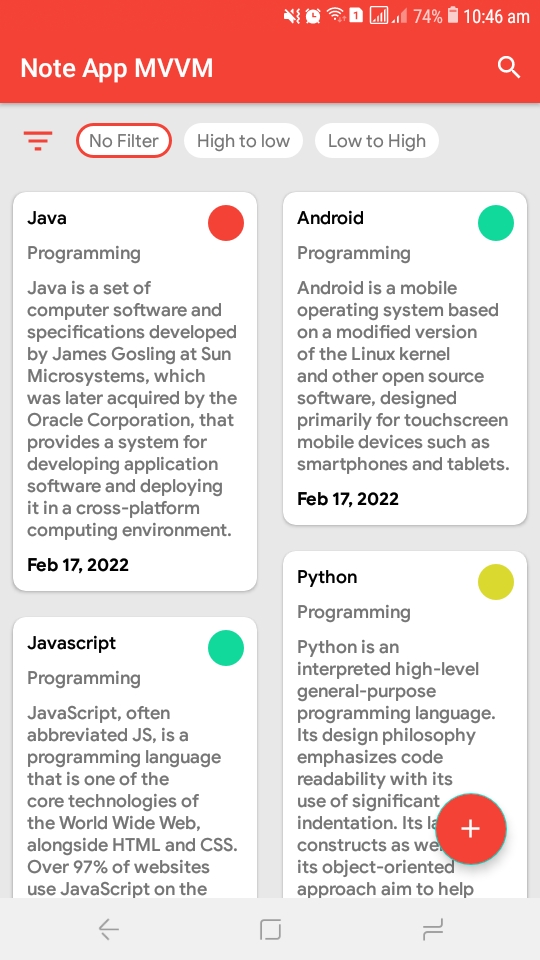 74% 10:46 am
Note App MVVM
No Filter
High to low
Low to High
Java
Programming
Java is a set of
computer software and
specifications developed
by James Gosling at Sun
Microsystems, which
was later acquired by the
Oracle Corporation, that
provides a system for
developing application
software and deploying
it in a cross-platform
computing environment.
Feb 17, 2022
Javascript
Programming
JavaScript, often
abbreviated JS, is a
programming language
that is one of the
core technologies of
the World Wide Web,
alongside HTML and CSS.
Over 97% of websites
use JavaScript on the
Android
Programming
Android is a mobile
operating system based
on a modified version
of the Linux kernel
and other open source
software, designed
primarily for touchscreen
mobile devices such as
smartphones and tablets.
Feb 17, 2022
Python
Programming
Python is an
interpreted high-level
general-purpose
programming language.
Its design philosophy
emphasizes code
readability with its
use of significant
indentation. Its
constructs as
its object-oriented
approach aim to help